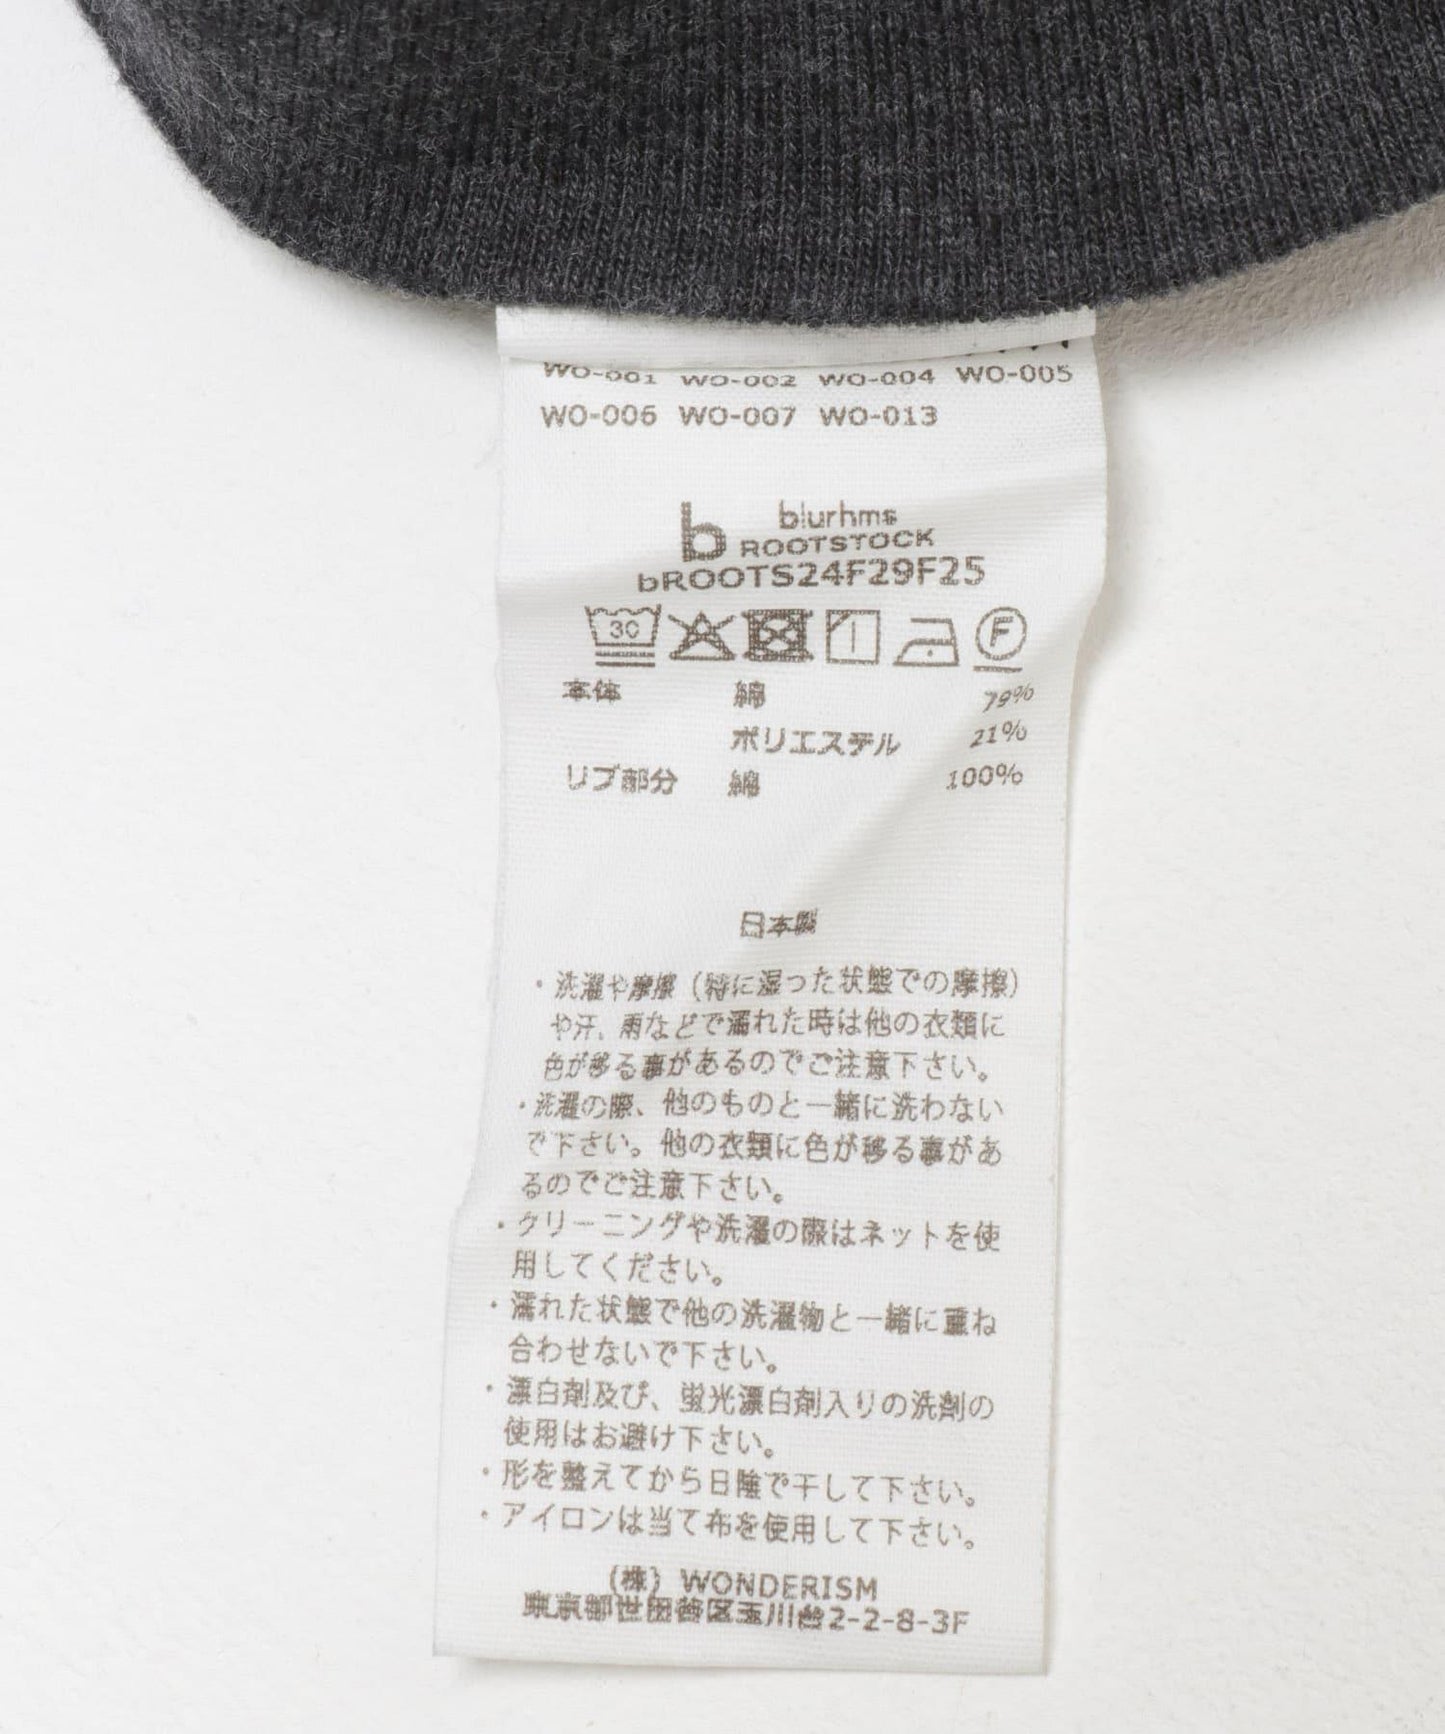 WO-001 WO-002 WO-004 WO-005
WO-006 WO-007 WO-013
b blurhms
ROOTSTOCK
bROOTS24F29F25
30 F
本体 綿 79%
ポリエステル 21%
リブ部分 綿 100%
日本製
・洗濯や摩擦（特に湿った状態での摩擦）
や汗、雨などで濡れた時は他の衣類に
色が移る事があるのでご注意下さい。
・洗濯の際、他のものと一緒に洗わない
で下さい。他の衣類に色が移る事があ
るのでご注意下さい。
・クリーニングや洗濯の際はネットを使
用してください。
・濡れた状態で他の洗濯物と一緒に重ね
合わせないで下さい。
・漂白剤及び、蛍光漂白剤入りの洗剤の
使用はお避け下さい。
・形を整えてから日陰で干して下さい。
・アイロンは当て布を使用して下さい。
(株) WONDERISM
東京都世田谷区玉川台2-2-8-3F